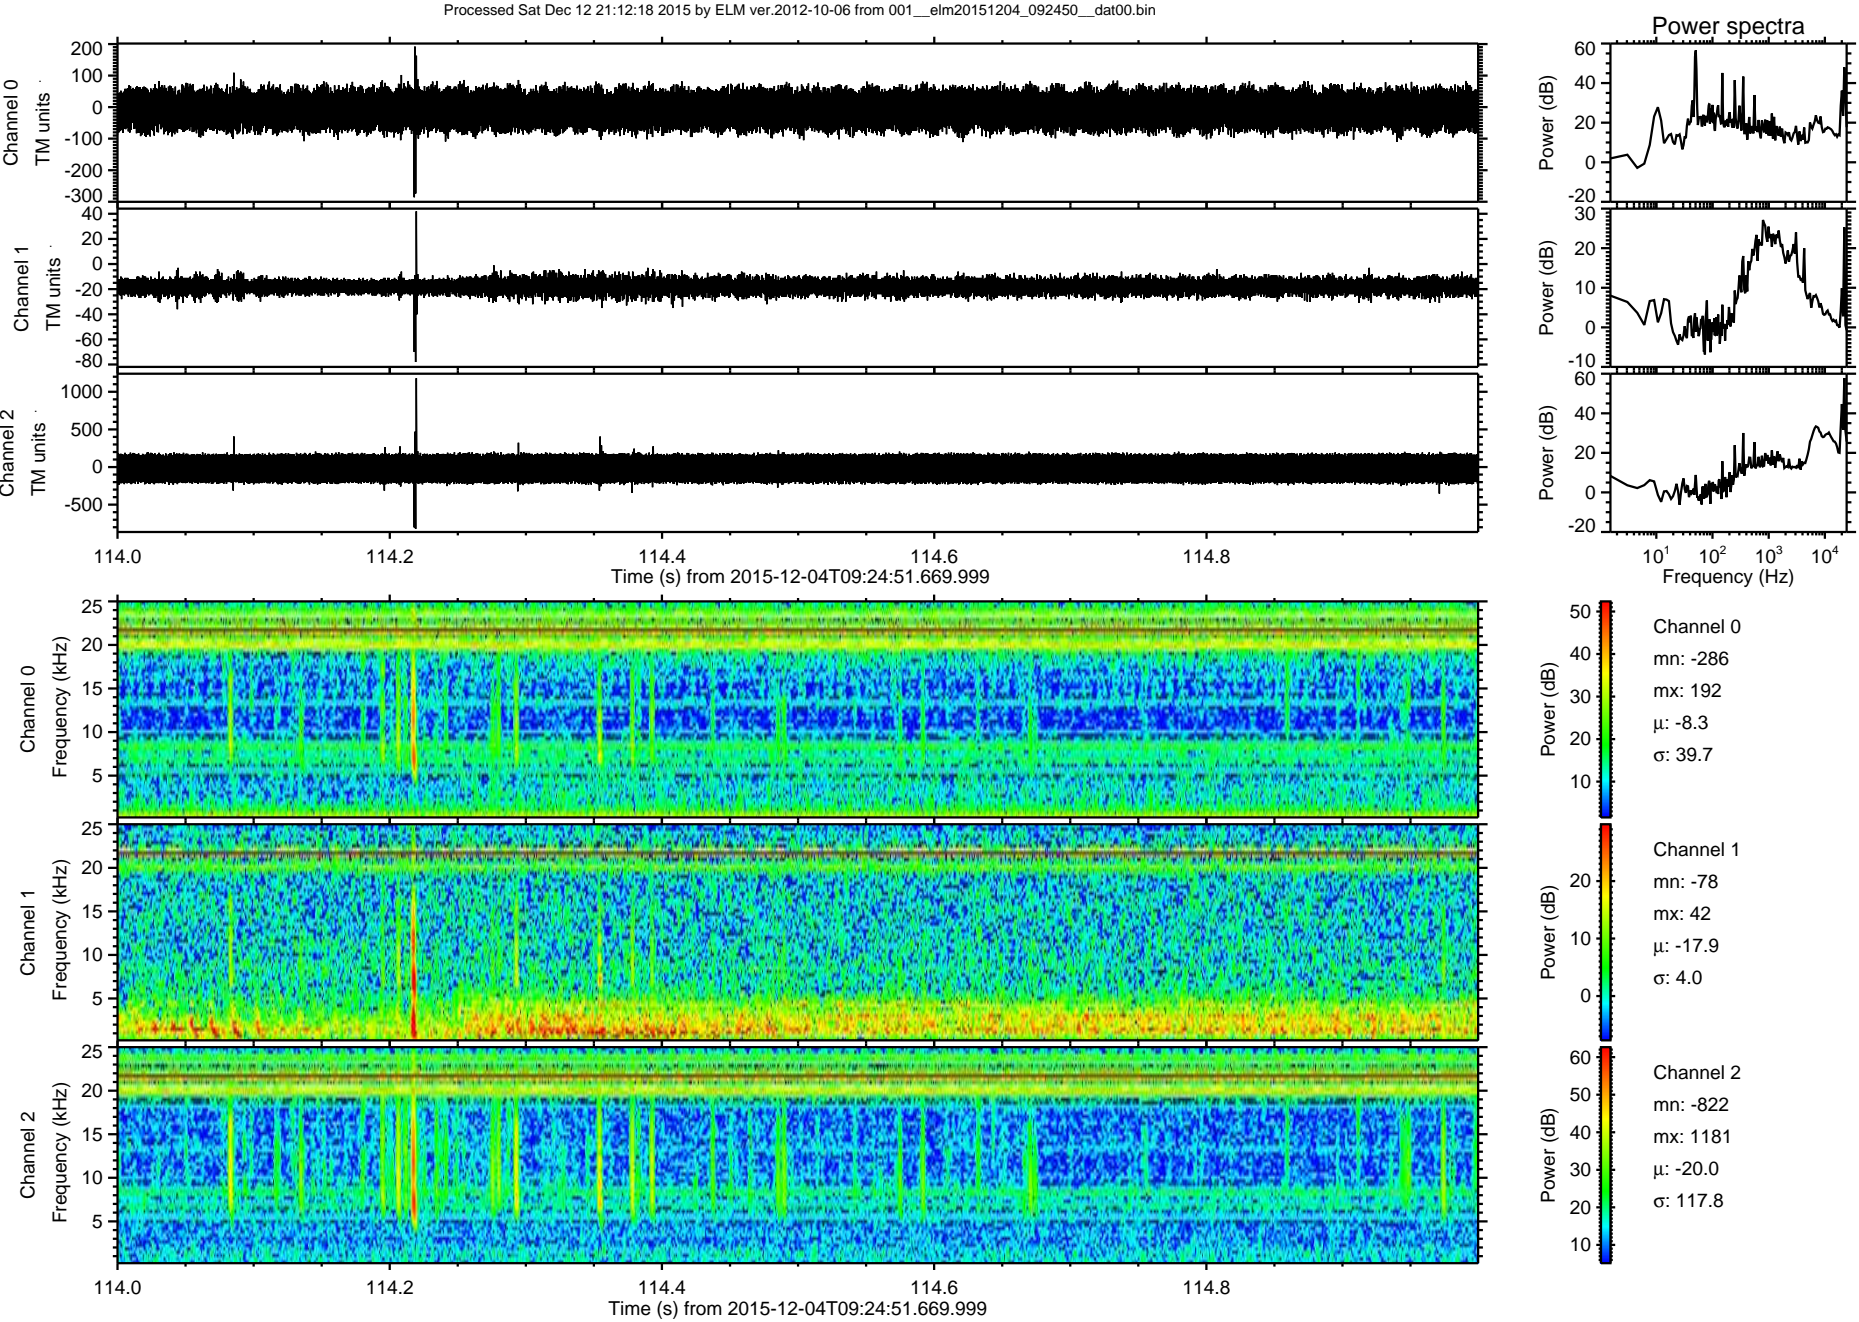 Processed Sat Dec 12 21:12:18 2015 by ELM ver.2012-10-06 from 001__elm20151204_092450__dat00.bin
Power spectra
Channel 0
TM units
200
100
0
-100
-200
-300
Power (dB)
60
40
20
0
-20
Channel 1
TM units
40
20
0
-20
-40
-60
-80
Power (dB)
30
20
10
0
-10
Channel 2
TM units
1000
500
0
-500
Power (dB)
60
40
20
0
-20
114.0 114.2 114.4 114.6 114.8
Time (s) from 2015-12-04T09:24:51.669.999
10^1 10^2 10^3 10^4
Frequency (Hz)
Channel 0
Frequency (kHz)
25
20
15
10
5
Power (dB)
50
40
30
20
10
Channel 0
mn: -286
mx: 192
μ: -8.3
σ: 39.7
Channel 1
Frequency (kHz)
25
20
15
10
5
Power (dB)
20
10
0
Channel 1
mn: -78
mx: 42
μ: -17.9
σ: 4.0
Channel 2
Frequency (kHz)
25
20
15
10
5
Power (dB)
60
50
40
30
20
10
Channel 2
mn: -822
mx: 1181
μ: -20.0
σ: 117.8
114.0 114.2 114.4 114.6 114.8
Time (s) from 2015-12-04T09:24:51.669.999